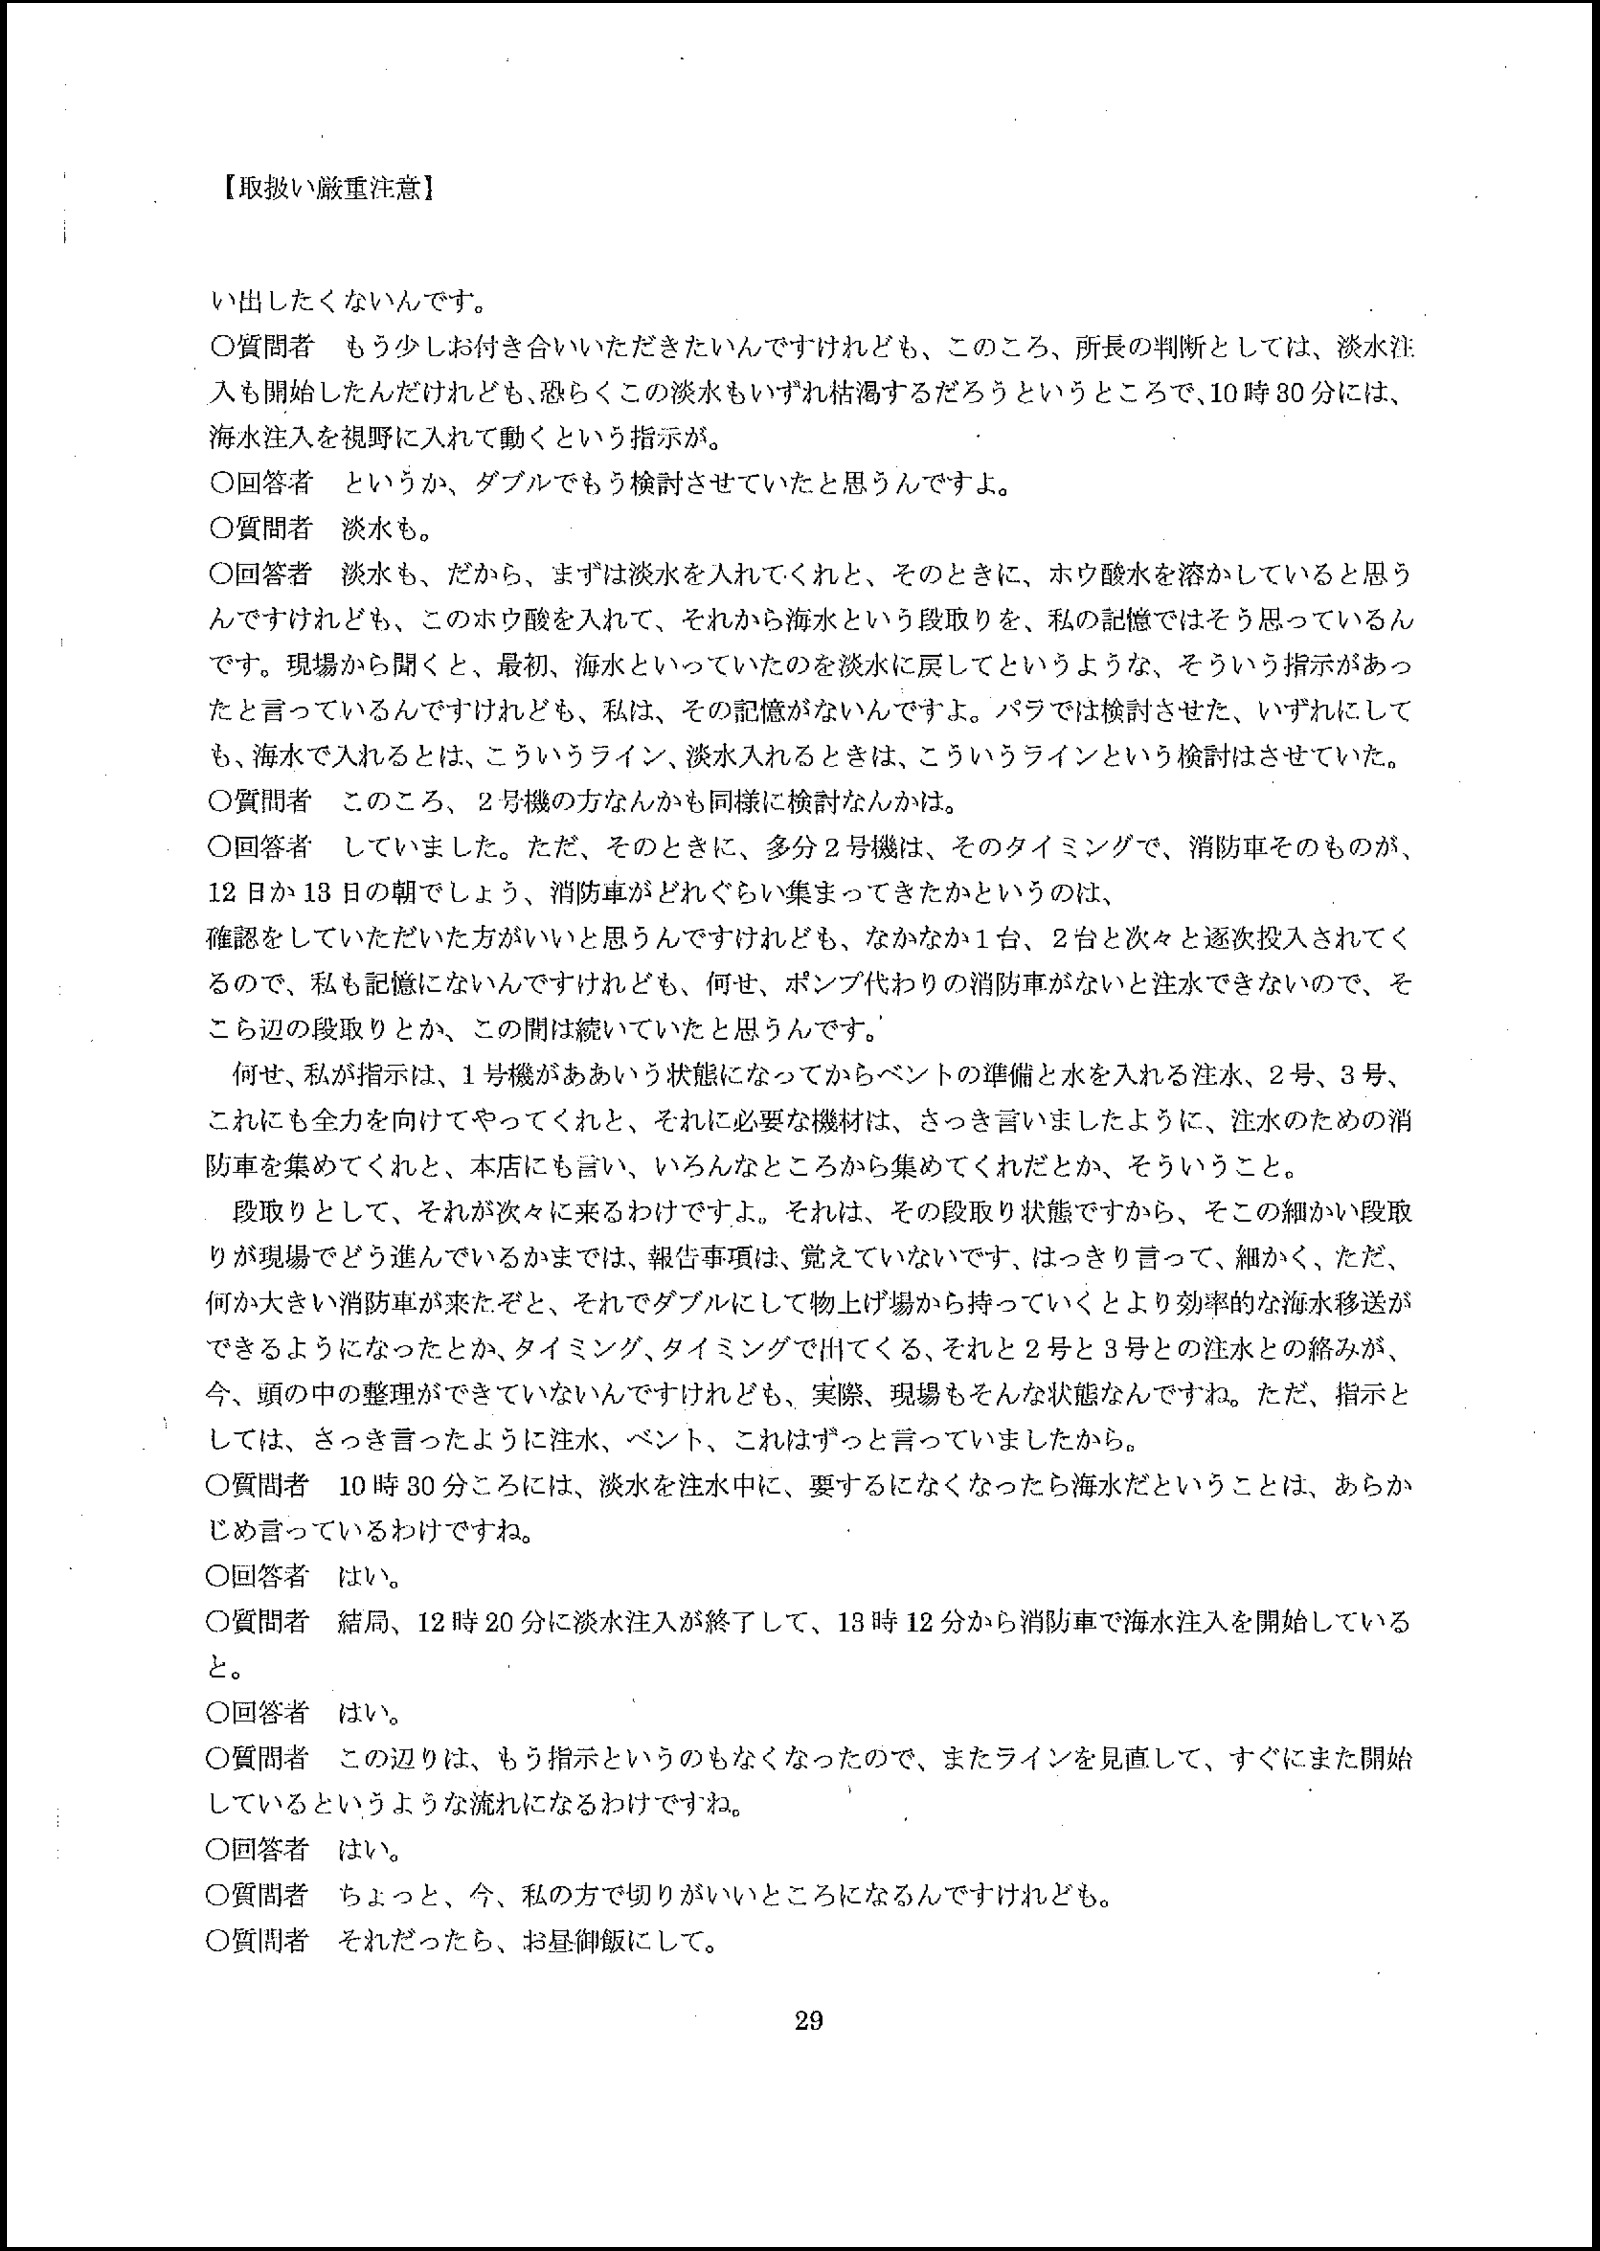 【取扱い厳重注意】
い出したくないんです。
〇質問者　もう少しお付き合いいただきたいんですけれども、このころ、所長の判断としては、淡水注
入も開始したんだけれども、恐らくこの淡水もいずれ枯渇するだろうというところで、10時30分には、
海水注入を視野に入れて動くという指示が。
〇回答者　というか、ダブルでもう検討させていたと思うんですよ。
〇質問者　淡水も。
〇回答者　淡水も、だから、まずは淡水を入れてくれと、そのときに、ホウ酸水を溶かしていると思う
んですけれども、このホウ酸を入れて、それから海水という段取りを、私の記憶ではそう思っているん
です。現場から聞くと、最初、海水といっていたのを淡水に戻してというような、そういう指示があっ
たと言っているんですけれども、私は、その記憶がないんですよ。パラでは検討させた、いずれにして
も、海水で入れるとは、こういうライン、淡水入れるときは、こういうラインという検討はさせていた。
〇質問者　このころ、２号機の方なんかも同様に検討なんかは。
〇回答者　していました。ただ、そのときに、多分２号機は、そのタイミングで、消防車そのものが、
12日か13日の朝でしょう、消防車がどれぐらい集まってきたかというのは、
確認をしていただいた方がいいと思うんですけれども、なかなか１台、２台と次々と逐次投入されてく
るので、私も記憶にないんですけれども、何せ、ポンプ代わりの消防車がないと注水できないので、そ
こら辺の段取りとか、この間は続いていたと思うんです。
　何せ、私が指示は、１号機がああいう状態になってからベントの準備と水を入れる注水、２号、３号、
これにも全力を向けてやってくれと、それに必要な機材は、さっき言いましたように、注水のための消
防車を集めてくれと、本店にも言い、いろんなところから集めてくれだとか、そういうこと。
　段取りとして、それが次々に来るわけですよ。それは、その段取り状態ですから、そこの細かい段取
りが現場でどう進んでいるかまでは、報告事項は、覚えていないです、はっきり言って、細かく、ただ、
何か大きい消防車が来たぞと、それでダブルにして物上げ場から持っていくとより効率的な海水移送が
できるようになったとか、タイミング、タイミングで出てくる、それと２号と３号との注水との絡みが、
今、頭の中の整理ができていないんですけれども、実際、現場もそんな状態なんですね。ただ、指示と
しては、さっき言ったように注水、ベント、これはずっと言っていましたから。
〇質問者　10時30分ころには、淡水を注水中に、要するになくなったら海水だということは、あらか
じめ言っているわけですね。
〇回答者　はい。
〇質問者　結局、12時20分に淡水注入が終了して、13時12分から消防車で海水注入を開始している
と。
〇回答者　はい。
〇質問者　この辺りは、もう指示というのもなくなったので、またラインを見直して、すぐにまた開始
しているというような流れになるわけですね。
〇回答者　はい。
〇質問者　ちょっと、今、私の方で切りがいいところになるんですけれども。
〇質問者　それだったら、お昼御飯にして。
29